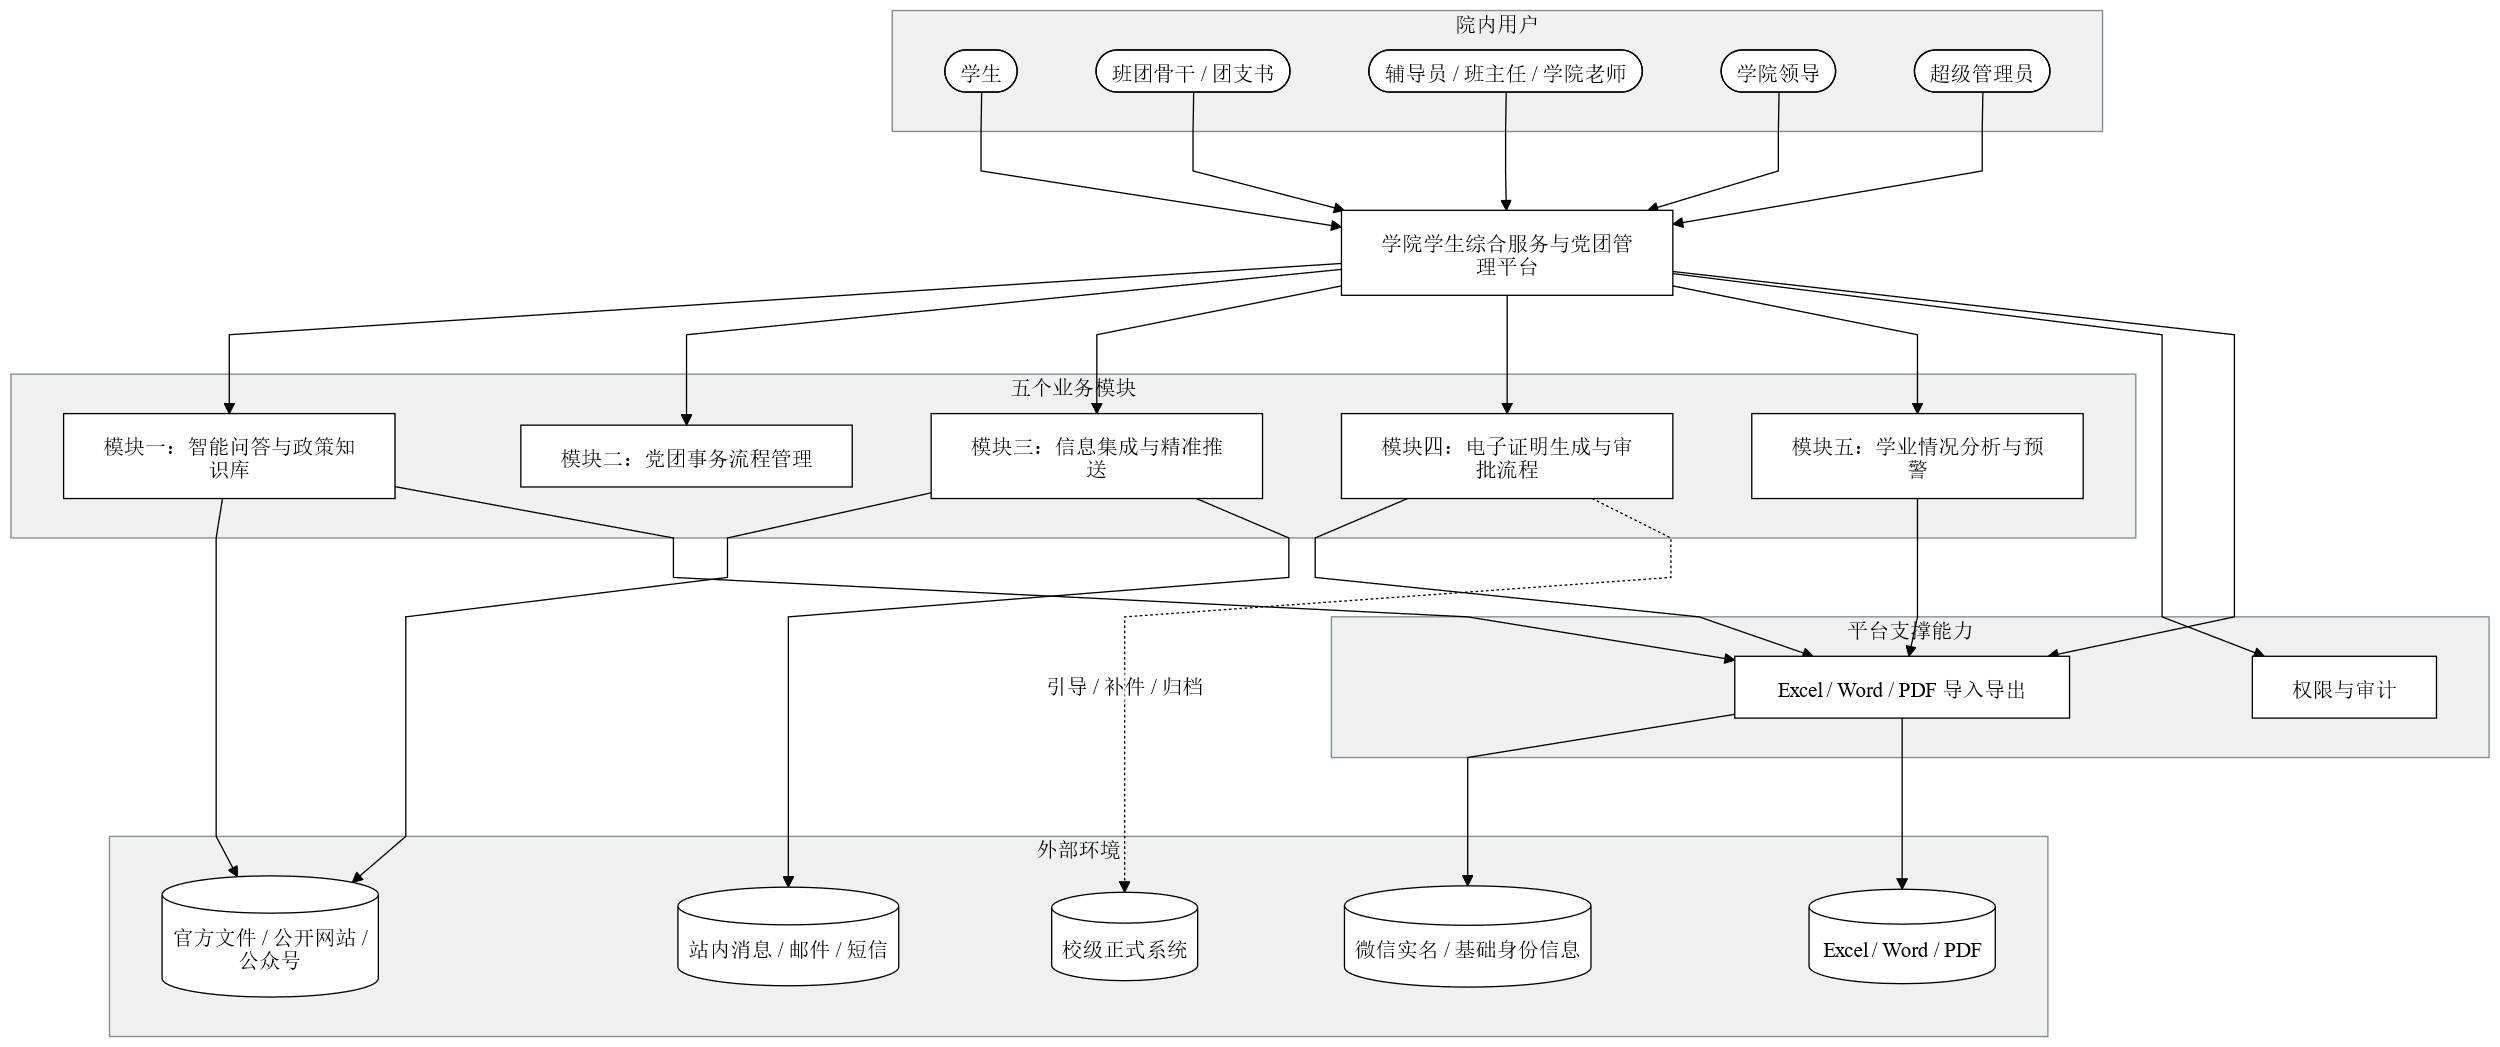 院内用户
学生
班团骨干 / 团支书
辅导员 / 班主任 / 学院老师
学院领导
超级管理员
学院学生综合服务与党团管
理平台
五个业务模块
模块一：智能问答与政策知
识库
模块二：党团事务流程管理
模块三：信息集成与精准推
送
模块四：电子证明生成与审
批流程
模块五：学业情况分析与预
警
平台支撑能力
引导 / 补件 / 归档
Excel / Word / PDF 导入导出
权限与审计
外部环境
官方文件 / 公开网站 /
公众号
站内消息 / 邮件 / 短信
校级正式系统
微信实名 / 基础身份信息
Excel / Word / PDF